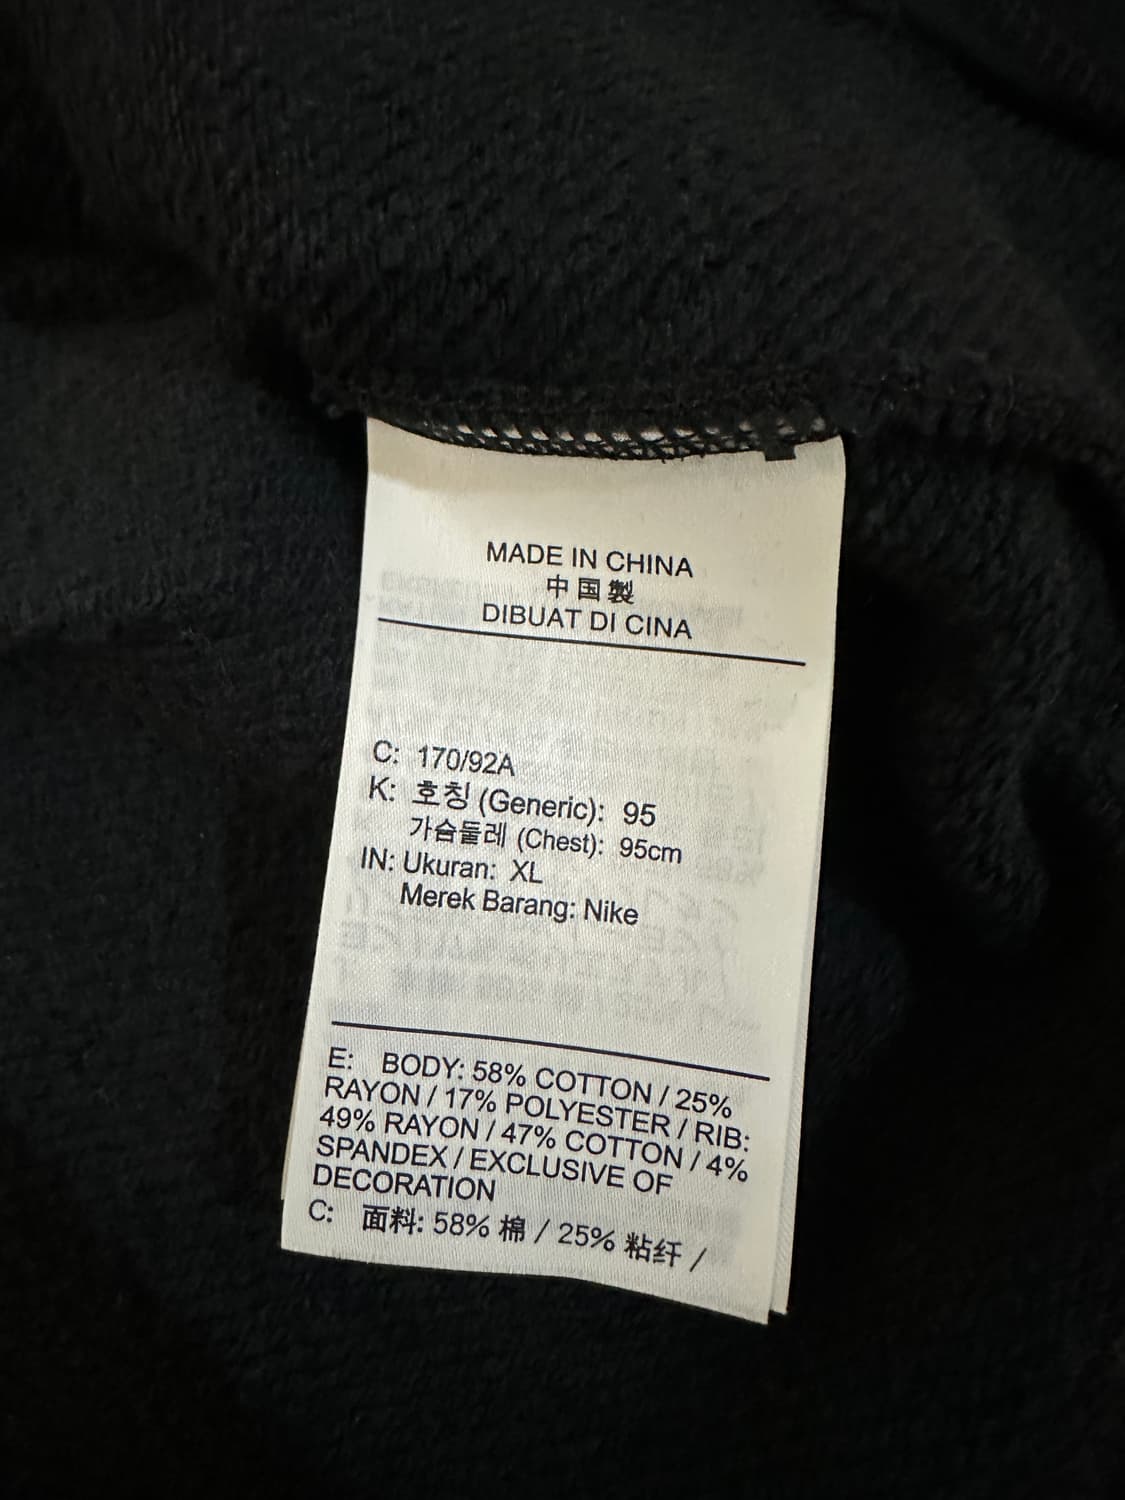 MADE IN CHINA
中国製
DIBUAT DI CINA
C: 170/92A
K: 호칭 (Generic): 95
가슴둘레 (Chest): 95cm
IN: Ukuran: XL
Merek Barang: Nike
E: BODY: 58% COTTON / 25%
RAYON / 17% POLYESTER / RIB:
49% RAYON / 47% COTTON / 4%
SPANDEX / EXCLUSIVE OF
DECORATION
C: 面料: 58% 棉 / 25% 粘纤 /